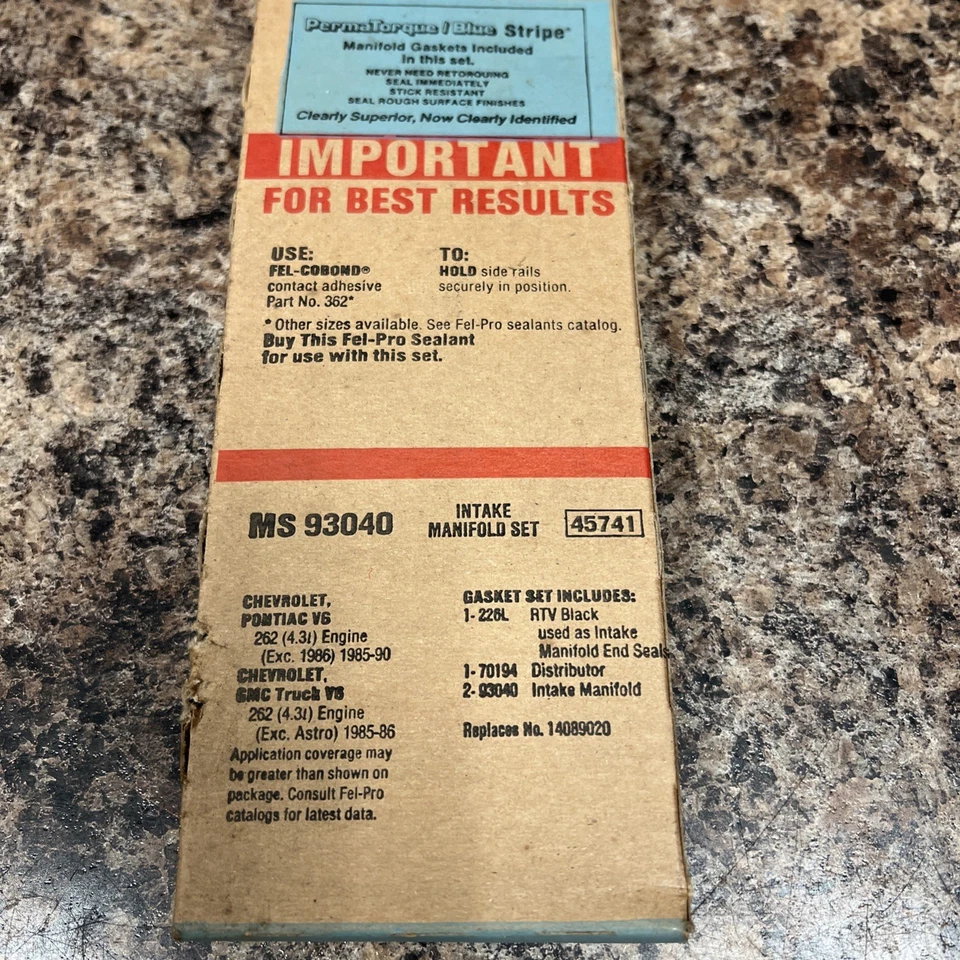 PermaTorque / Blue Stripe®
Manifold Gaskets Included
in this set.
NEVER NEED RETORQUING
SEAL IMMEDIATELY
STICK RESISTANT
SEAL ROUGH SURFACE FINISHES
Clearly Superior, Now Clearly Identified
IMPORTANT
FOR BEST RESULTS
USE:
FEL-COBOND®
contact adhesive
Part No. 362*
TO:
HOLD side rails
securely in position.
* Other sizes available. See Fel-Pro sealants catalog.
Buy This Fel-Pro Sealant
for use with this set.
MS 93040
INTAKE
MANIFOLD SET
45741
CHEVROLET,
PONTIAC V6
262 (4.3l) Engine
(Exc. 1986) 1985-90
CHEVROLET,
GMC Truck V6
262 (4.3l) Engine
(Exc. Astro) 1985-86
Application coverage may
be greater than shown on
package. Consult Fel-Pro
catalogs for latest data.
GASKET SET INCLUDES:
1- 226L RTV Black
used as Intake
Manifold End Seals
1- 70194 Distributor
2- 93040 Intake Manifold
Replaces No. 14089020